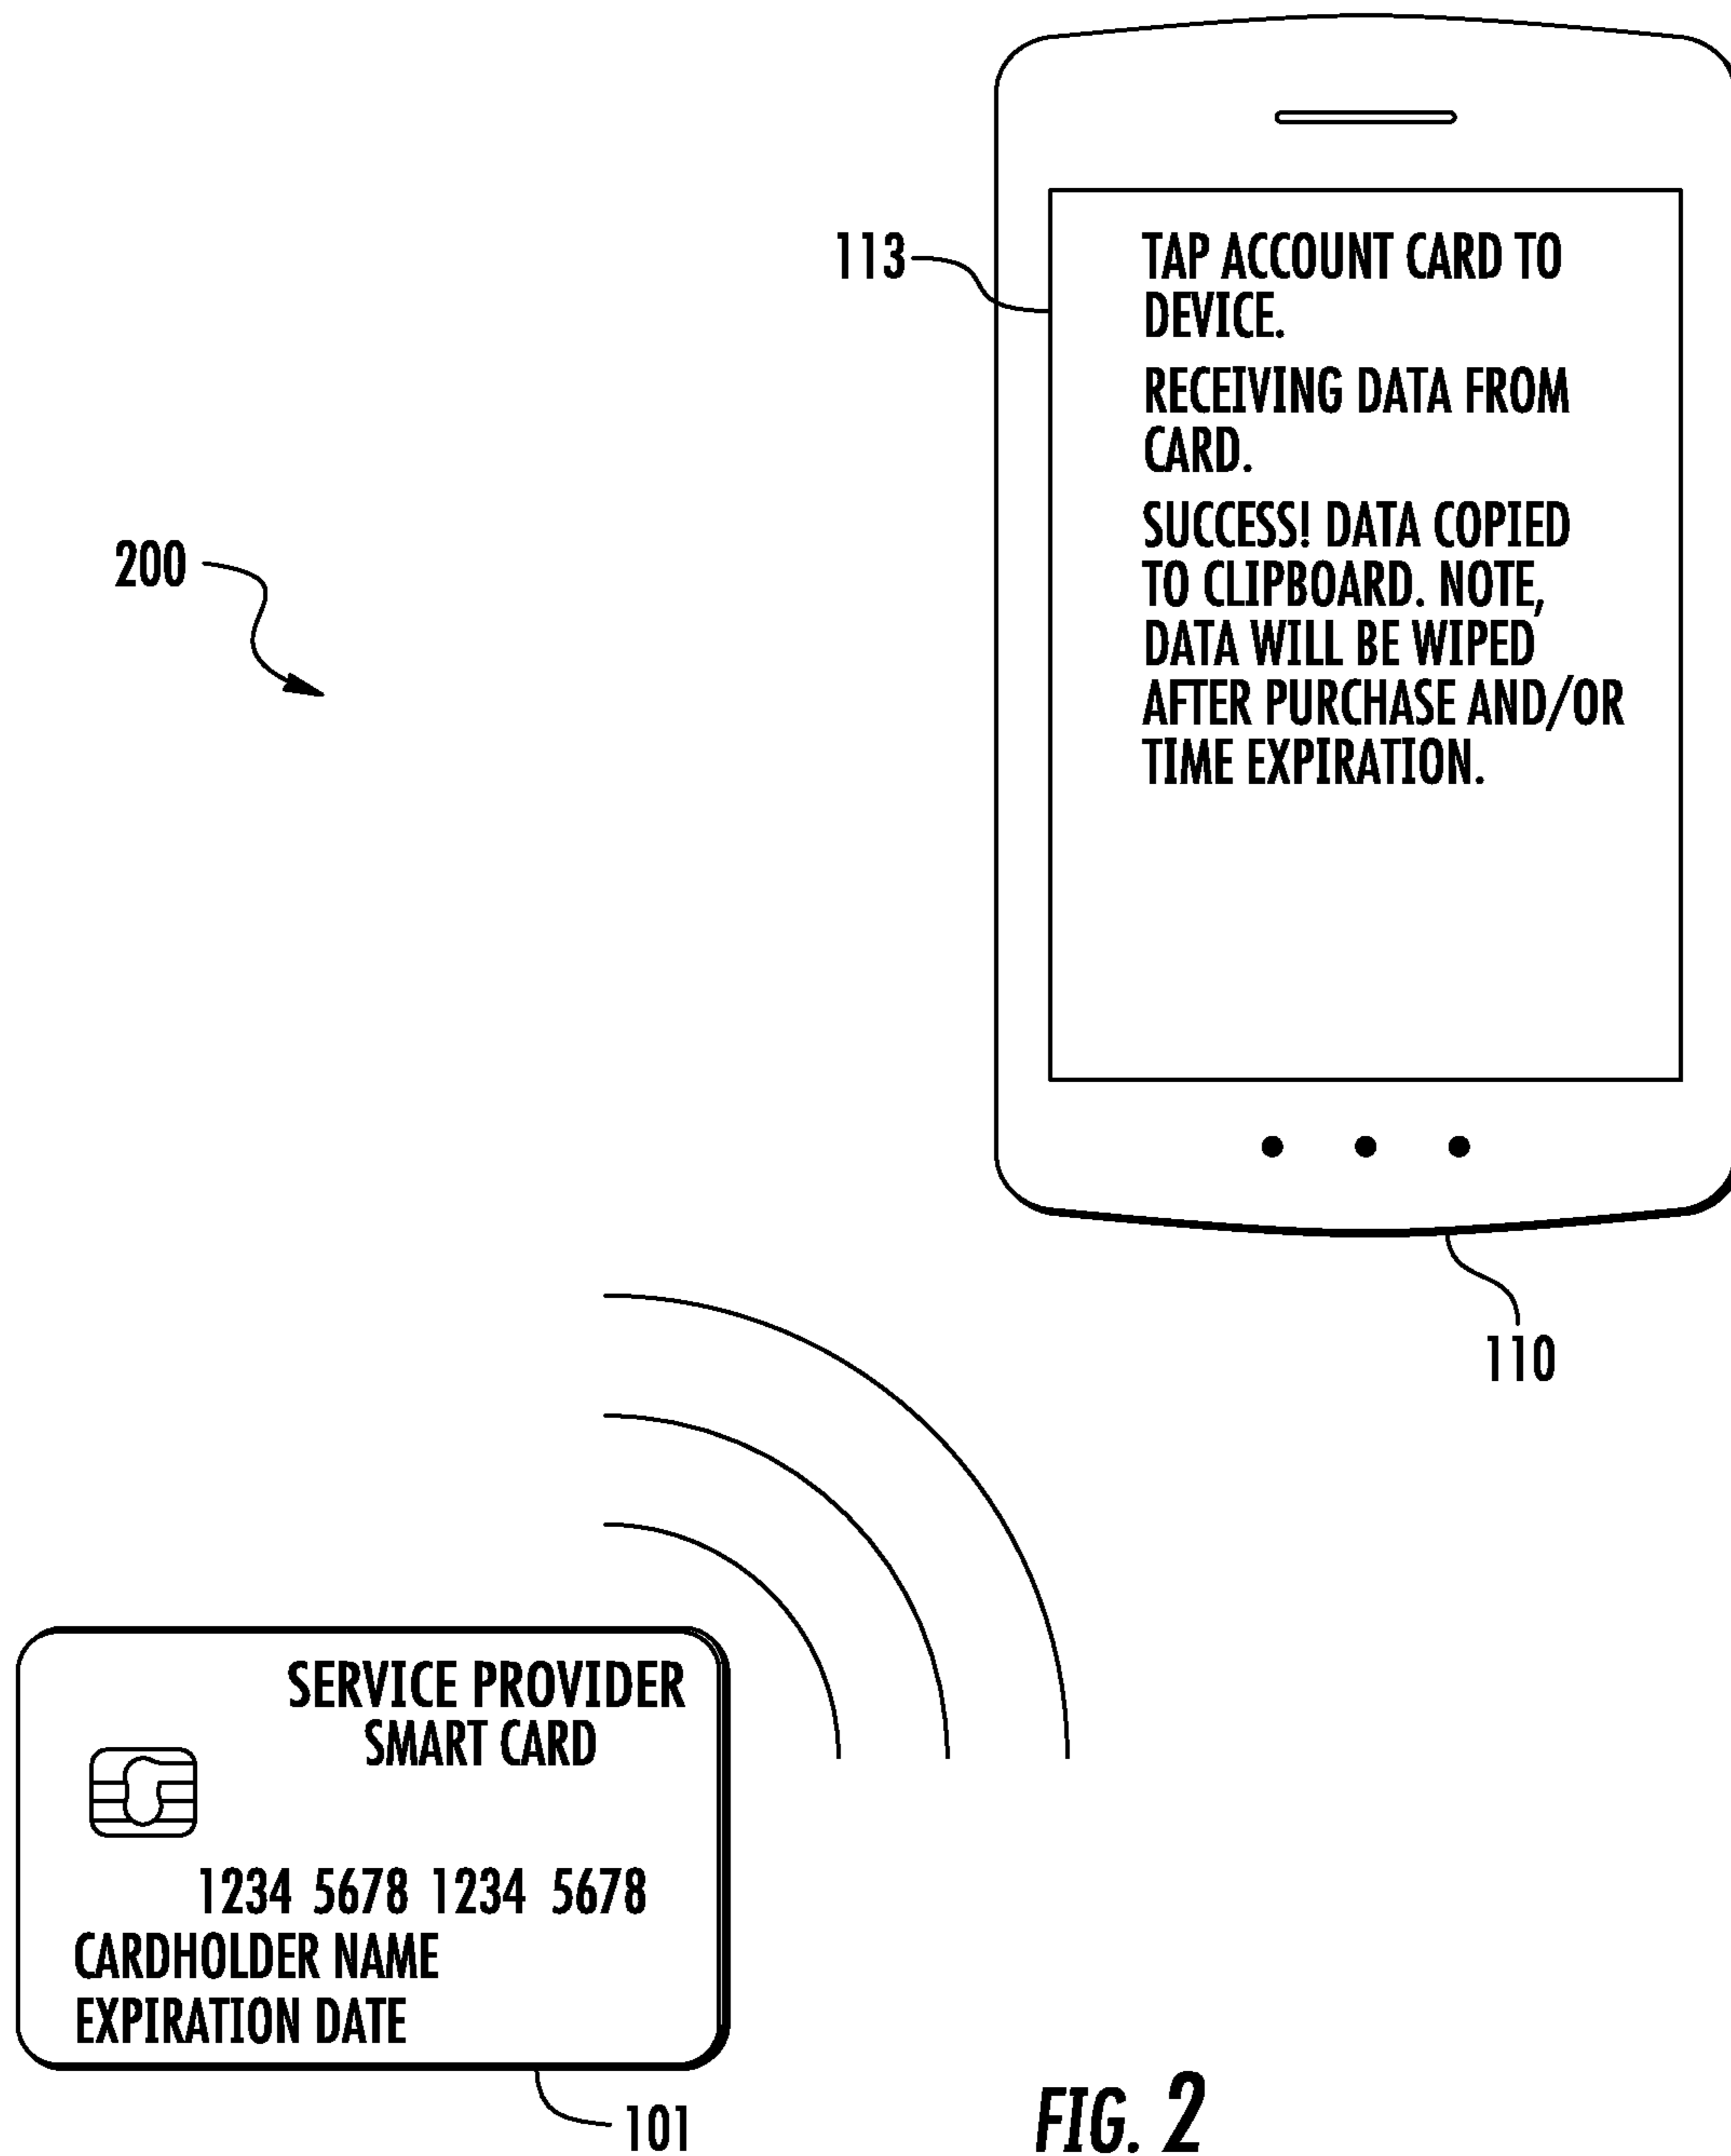 113
TAP ACCOUNT CARD TO
DEVICE.
RECEIVING DATA FROM
CARD.
SUCCESS! DATA COPIED
TO CLIPBOARD. NOTE,
DATA WILL BE WIPED
AFTER PURCHASE AND/OR
TIME EXPIRATION.
200
110
SERVICE PROVIDER
SMART CARD
1234 5678 1234 5678
CARDHOLDER NAME
EXPIRATION DATE
101
FIG. 2